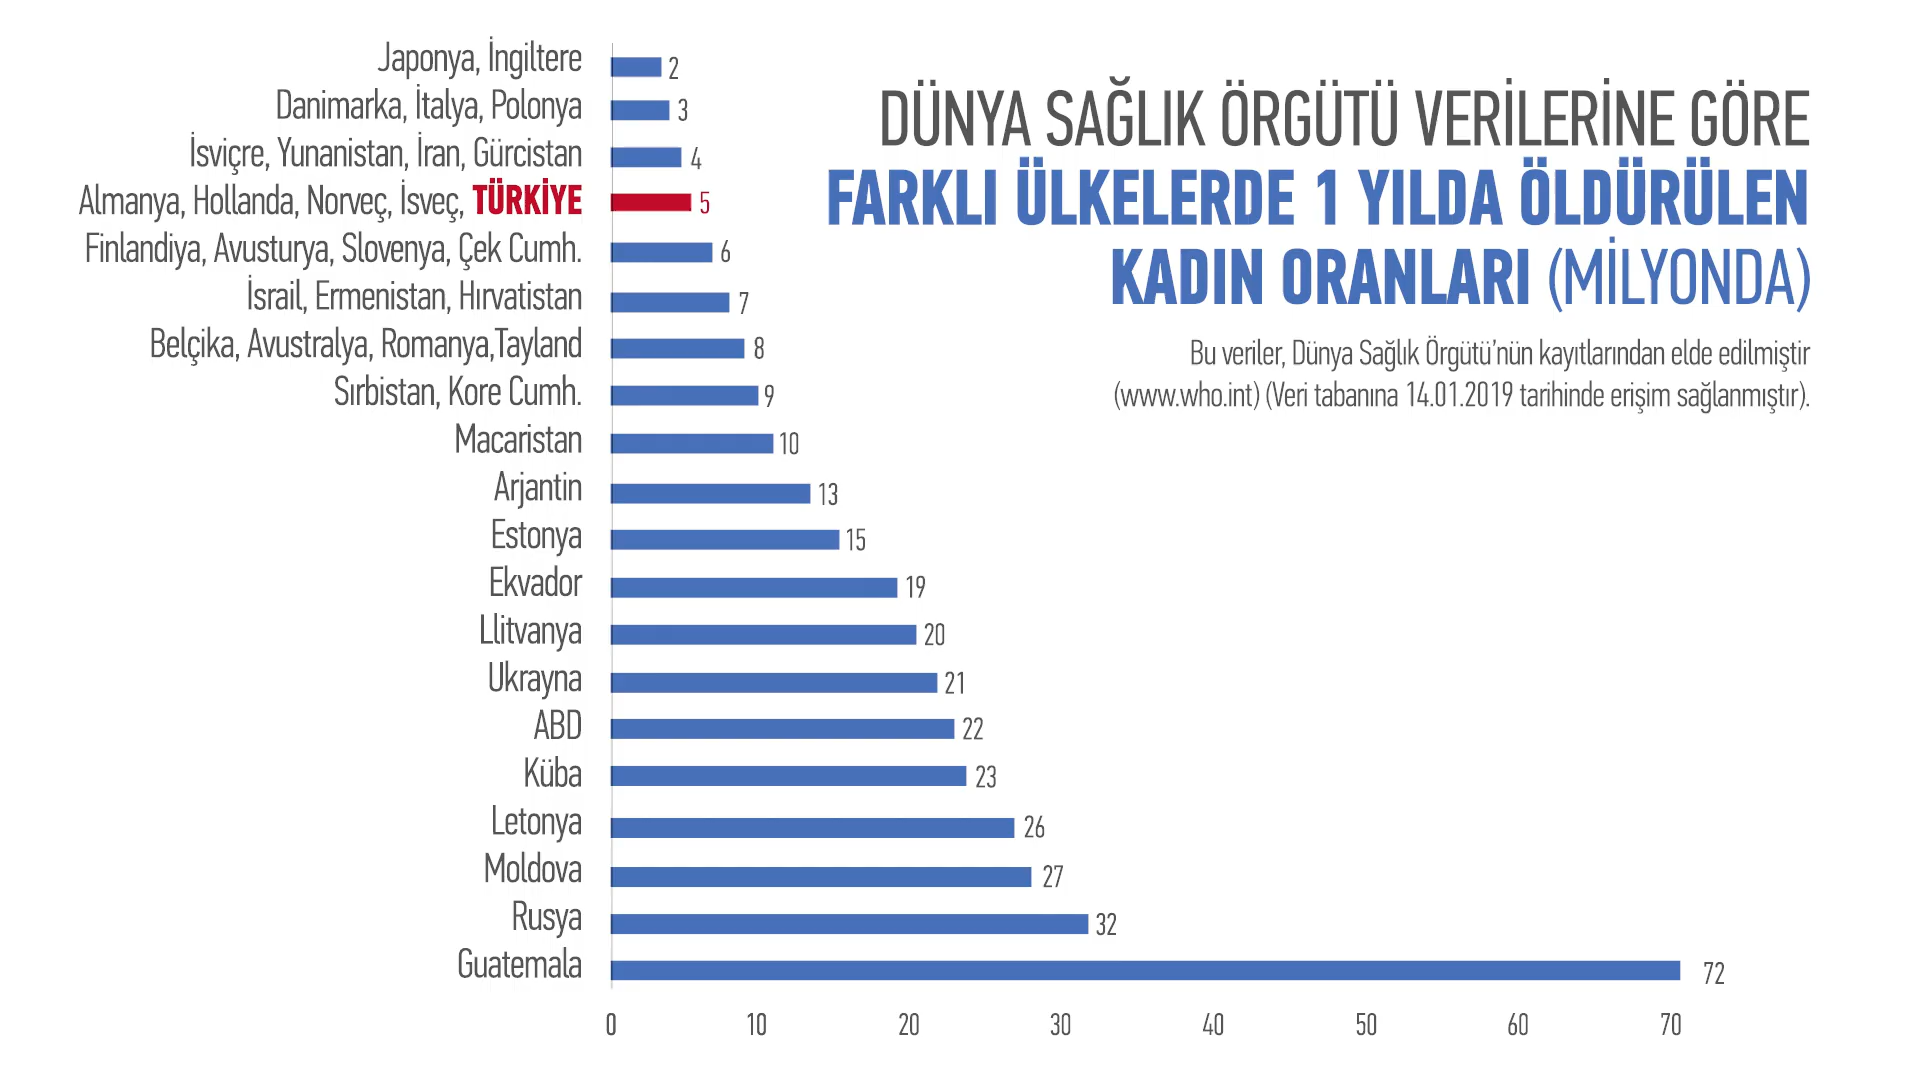 Japonya, İngiltere 2
Danimarka, İtalya, Polonya 3
İsviçre, Yunanistan, İran, Gürcistan 4
Almanya, Hollanda, Norveç, İsveç, TÜRKİYE 5
Finlandiya, Avusturya, Slovenya, Çek Cumh. 6
İsrail, Ermenistan, Hırvatistan 7
Belçika, Avustralya, Romanya,Tayland 8
Sırbistan, Kore Cumh. 9
Macaristan 10
Arjantin 13
Estonya 15
Ekvador 19
Llitvanya 20
Ukrayna 21
ABD 22
Küba 23
Letonya 26
Moldova 27
Rusya 32
Guatemala 72
0 10 20 30 40 50 60 70
DÜNYA SAĞLIK ÖRGÜTÜ VERİLERİNE GÖRE
FARKLI ÜLKELERDE 1 YILDA ÖLDÜRÜLEN
KADIN ORANLARI (MİLYONDA)
Bu veriler, Dünya Sağlık Örgütü’nün kayıtlarından elde edilmiştir
(www.who.int) (Veri tabanına 14.01.2019 tarihinde erişim sağlanmıştır).